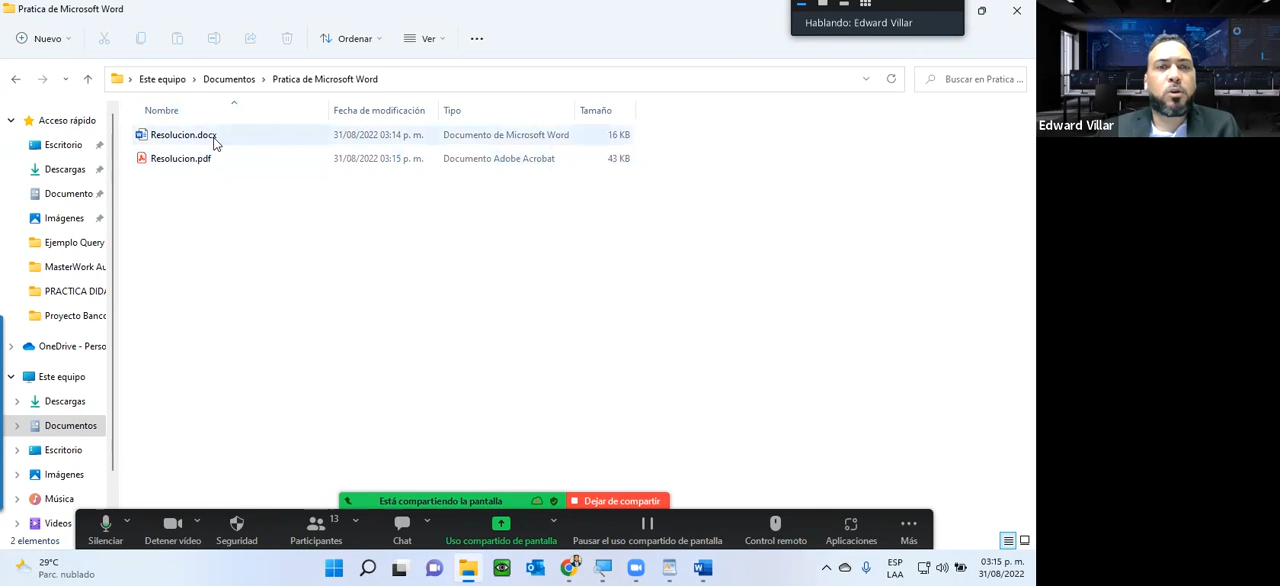 Pratica de Microsoft Word
Hablando: Edward Villar
Nuevo
Ordenar
Ver
Este equipo
Documentos
Pratica de Microsoft Word
Buscar en Pratica ...
Nombre
Fecha de modificación
Tipo
Tamaño
Resolucion.docx
31/08/2022 03:14 p. m.
Documento de Microsoft Word
16 KB
Resolucion.pdf
31/08/2022 03:15 p. m.
Documento Adobe Acrobat
43 KB
Acceso rápido
Escritorio
Descargas
Documento
Imágenes
Ejemplo Query
MasterWork Au
PRACTICA DIDA
Proyecto Banco
OneDrive - Perso
Este equipo
Descargas
Documentos
Escritorio
Imágenes
Música
Videos
2 elementos
Edward Villar
Está compartiendo la pantalla
Dejar de compartir
Silenciar
Detener video
Seguridad
13
Participantes
Chat
Uso compartido de pantalla
Pausar el uso compartido de pantalla
Control remoto
Aplicaciones
Más
29°C
Parc. nublado
ESP
LAA
03:15 p. m.
31/08/2022